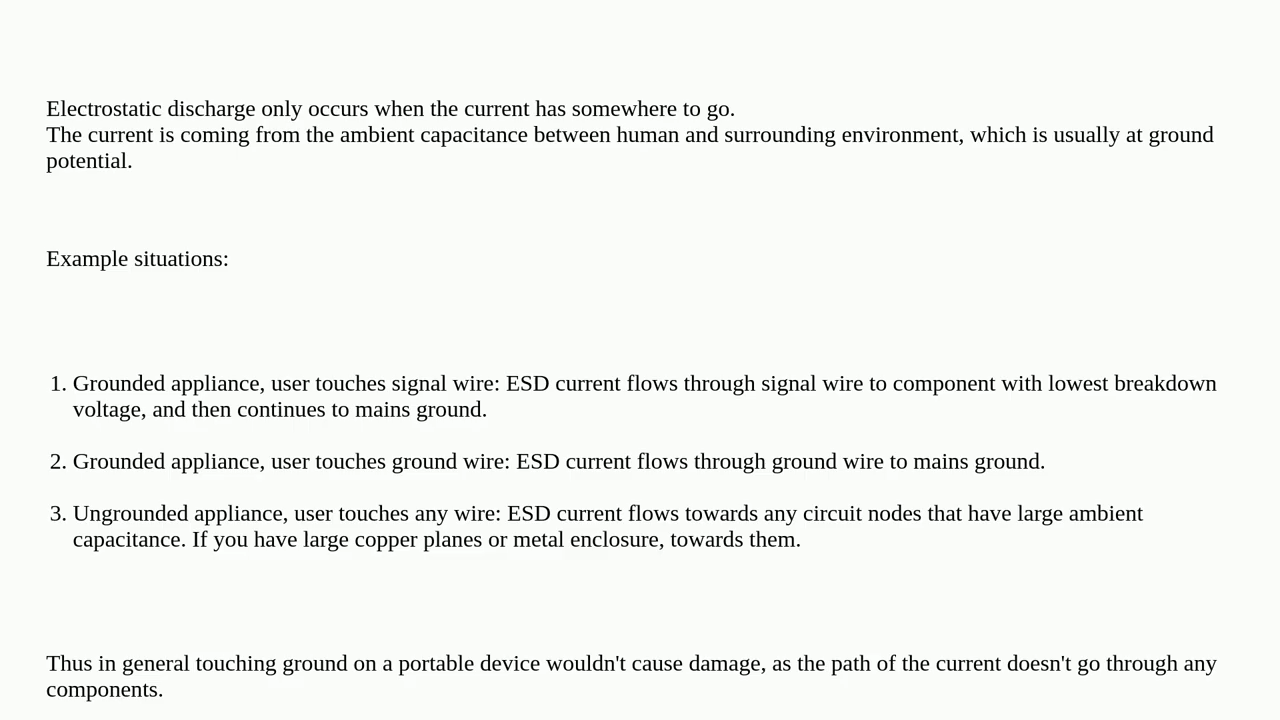 Electrostatic discharge only occurs when the current has somewhere to go.
The current is coming from the ambient capacitance between human and surrounding environment, which is usually at ground
potential.
Example situations:
1. Grounded appliance, user touches signal wire: ESD current flows through signal wire to component with lowest breakdown
voltage, and then continues to mains ground.
2. Grounded appliance, user touches ground wire: ESD current flows through ground wire to mains ground.
3. Ungrounded appliance, user touches any wire: ESD current flows towards any circuit nodes that have large ambient
capacitance. If you have large copper planes or metal enclosure, towards them.
Thus in general touching ground on a portable device wouldn't cause damage, as the path of the current doesn't go through any
components.